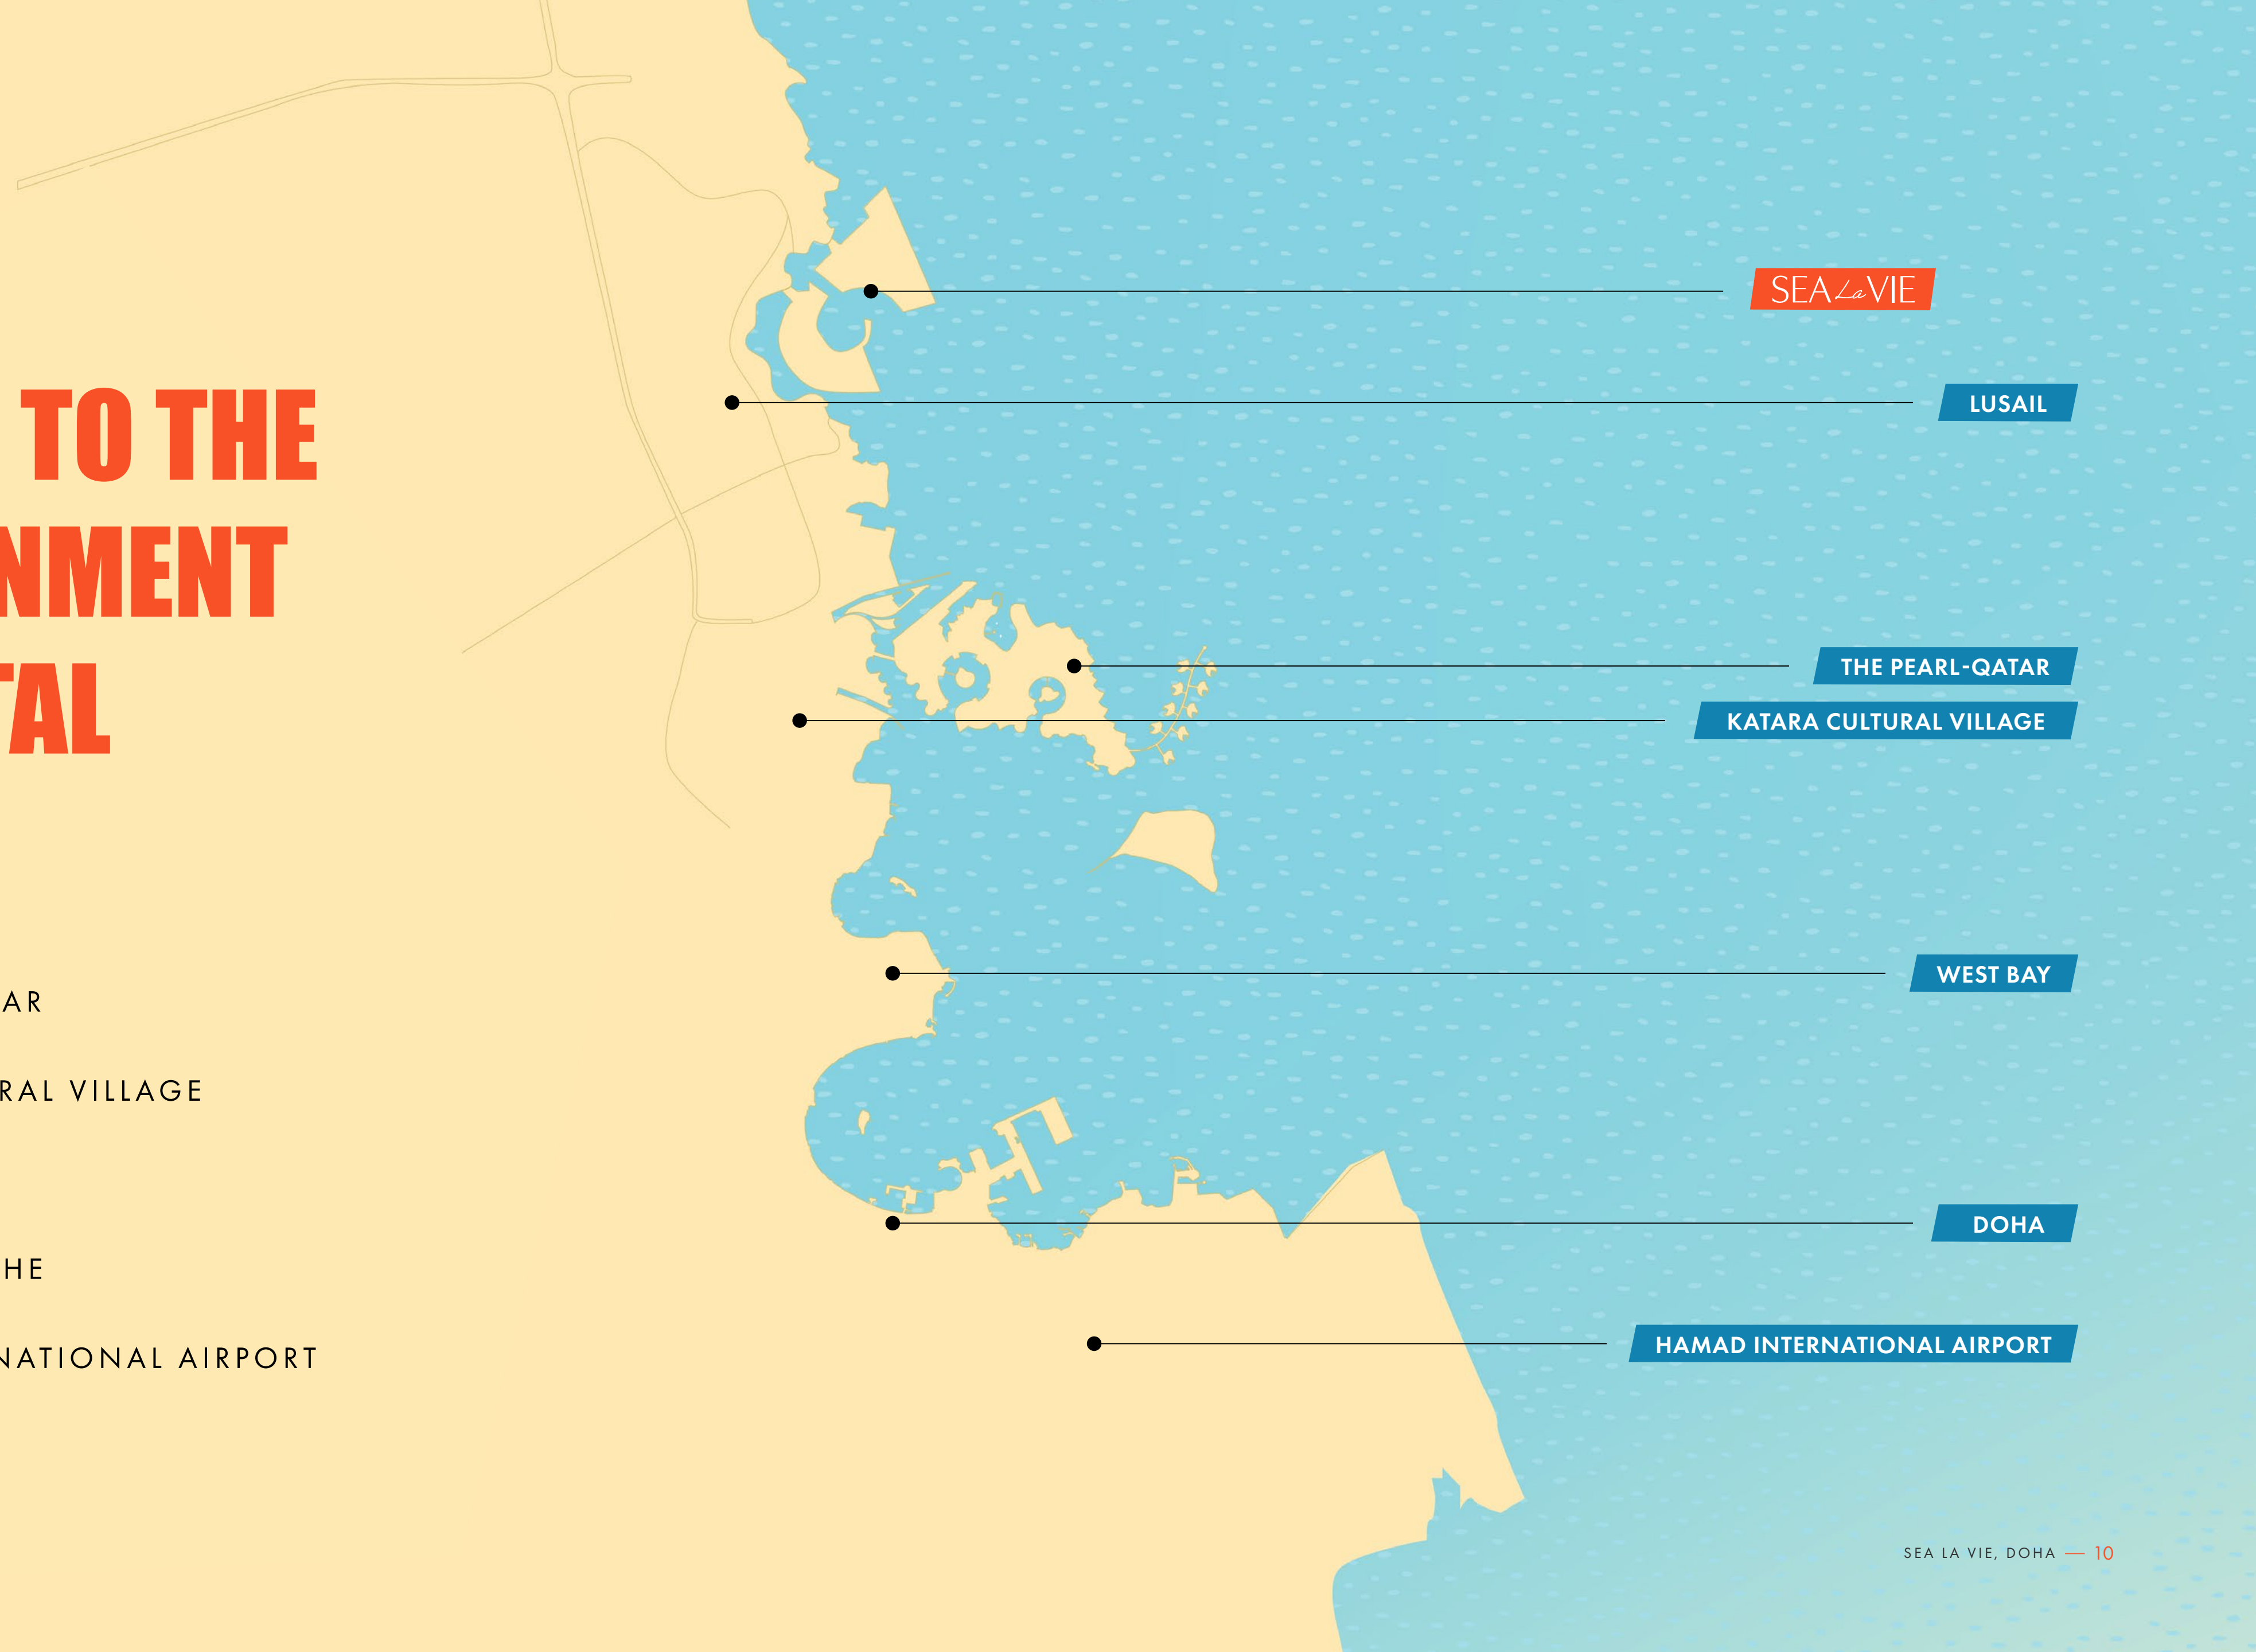 TO THE
NMENT
TAL
AR
RAL VILLAGE
HE
NATIONAL AIRPORT
SEA La VIE
LUSAIL
THE PEARL-QATAR
KATARA CULTURAL VILLAGE
WEST BAY
DOHA
HAMAD INTERNATIONAL AIRPORT
SEA LA VIE, DOHA — 10